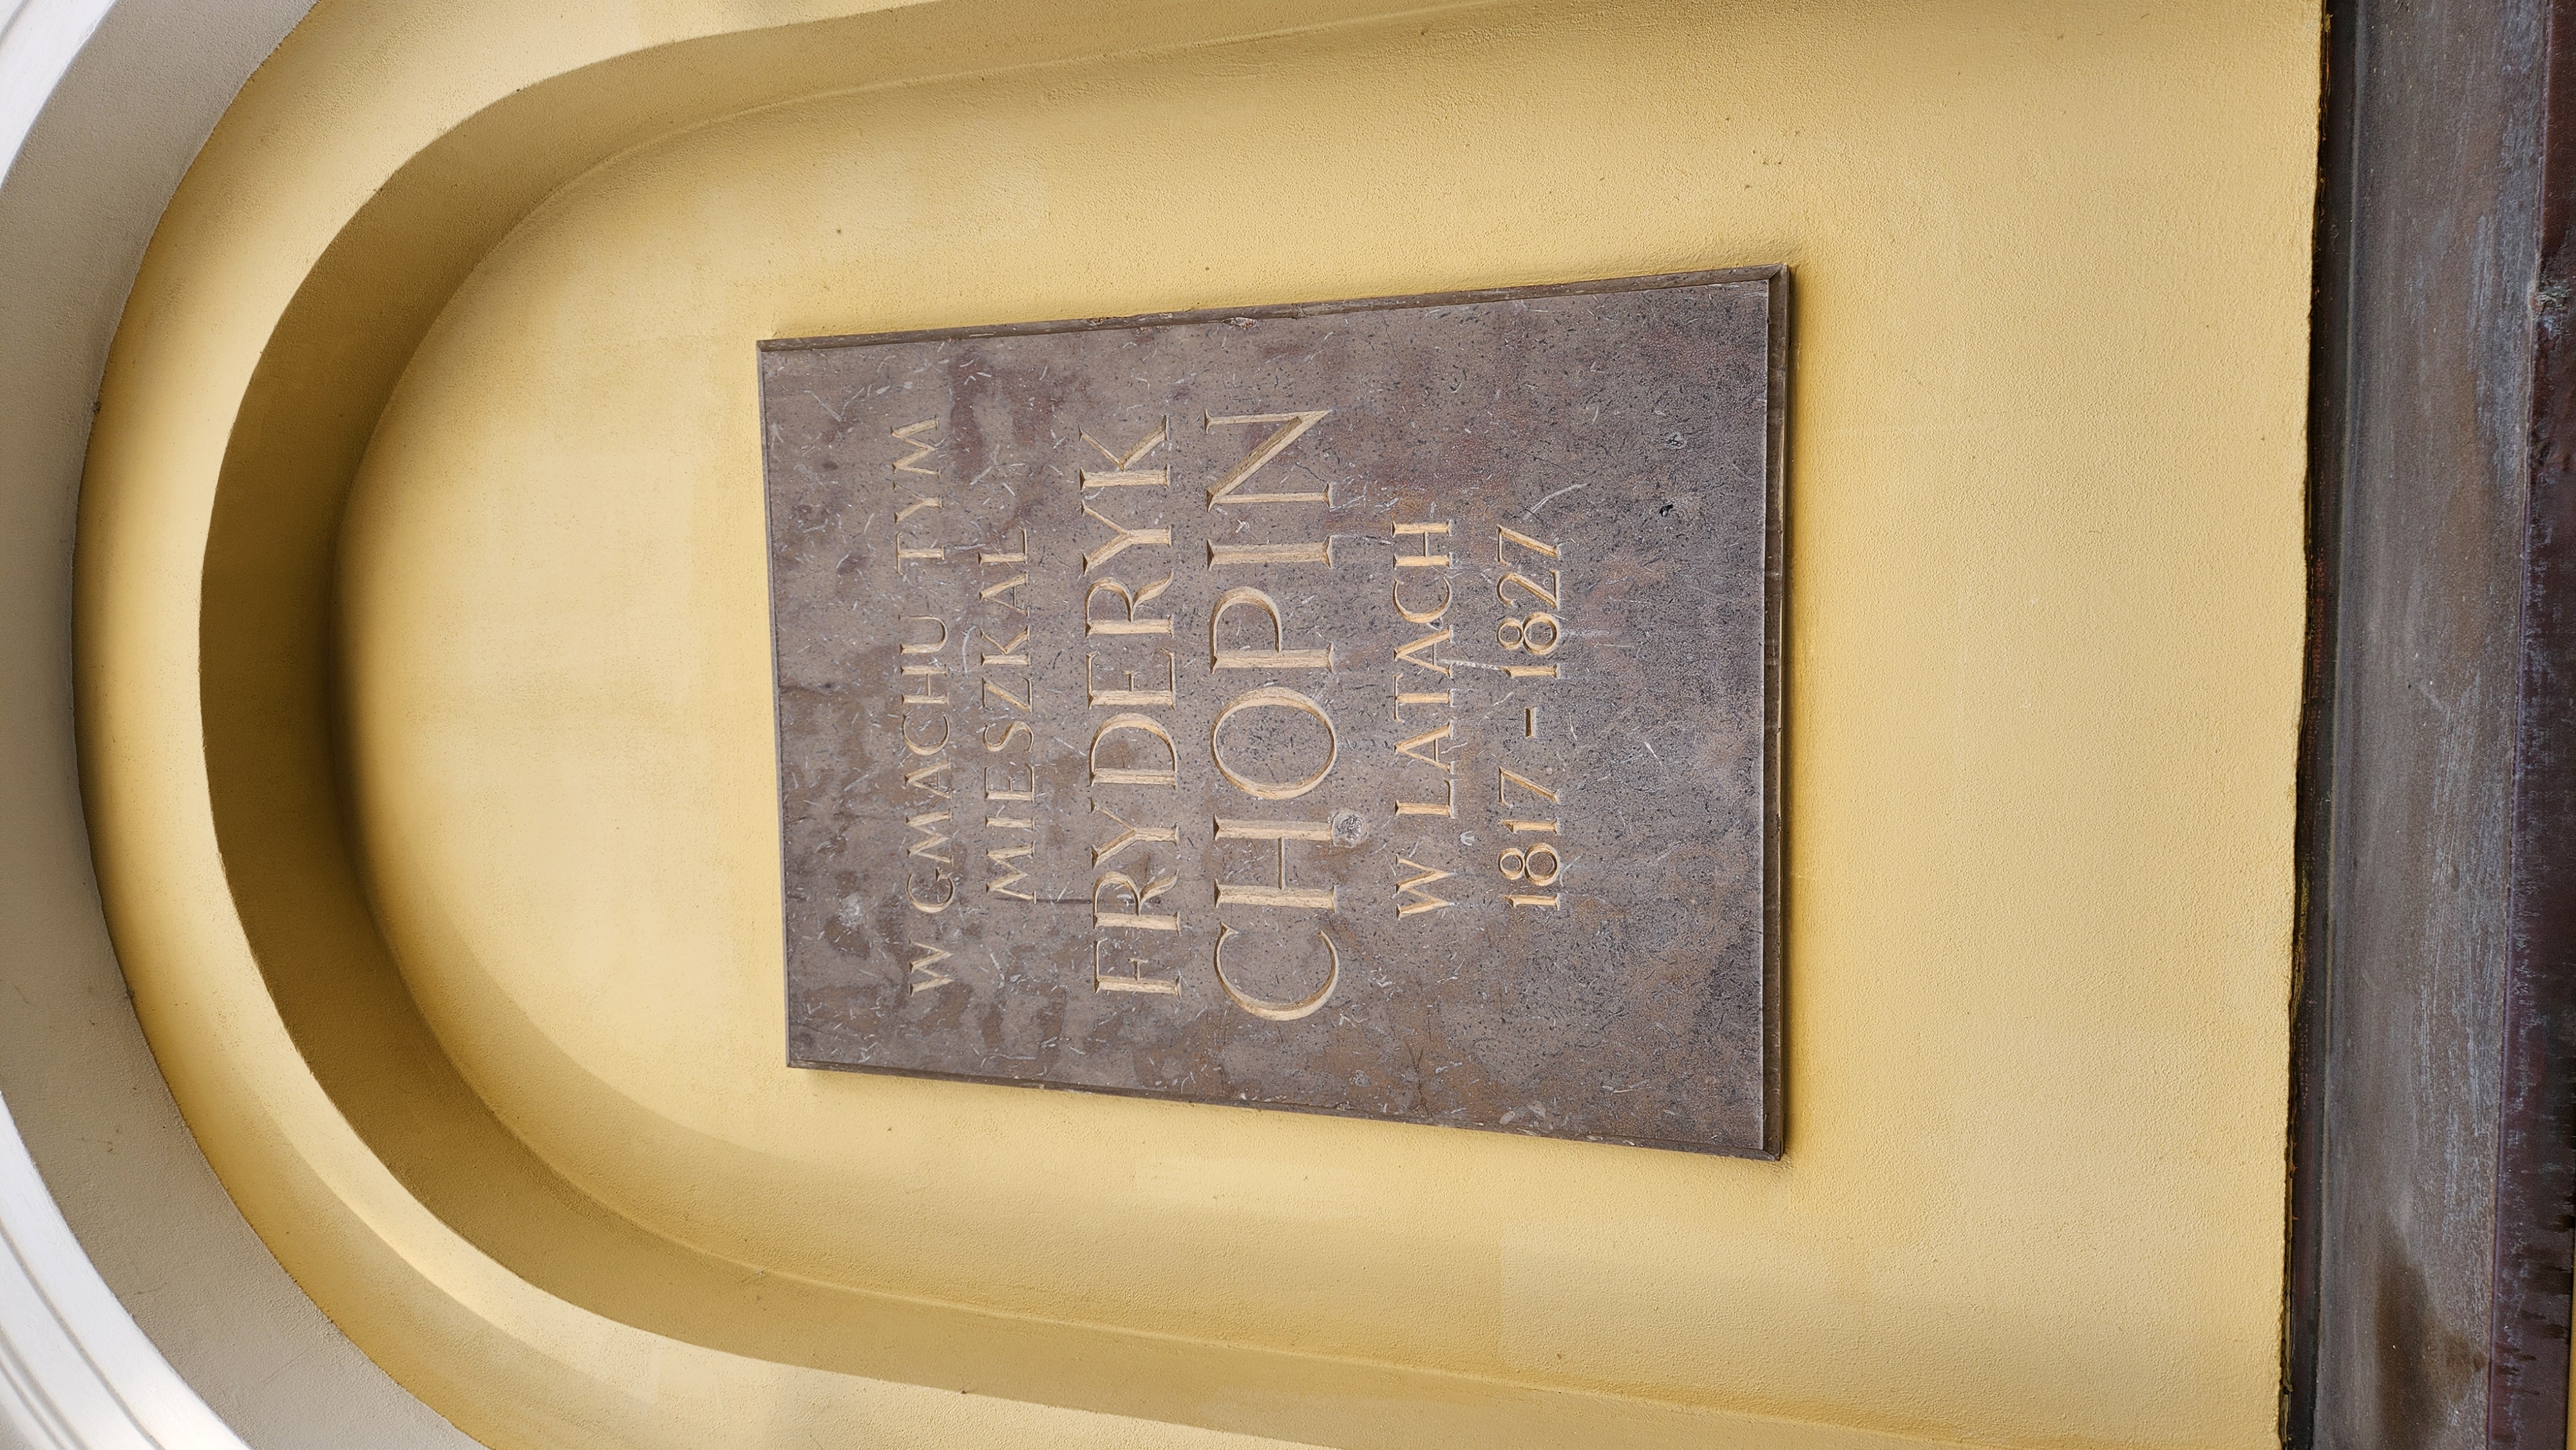 W GMACHU TYM
MIESZKAŁ
FRYDERYK
CHOPIN
W LATACH
1817 - 1827